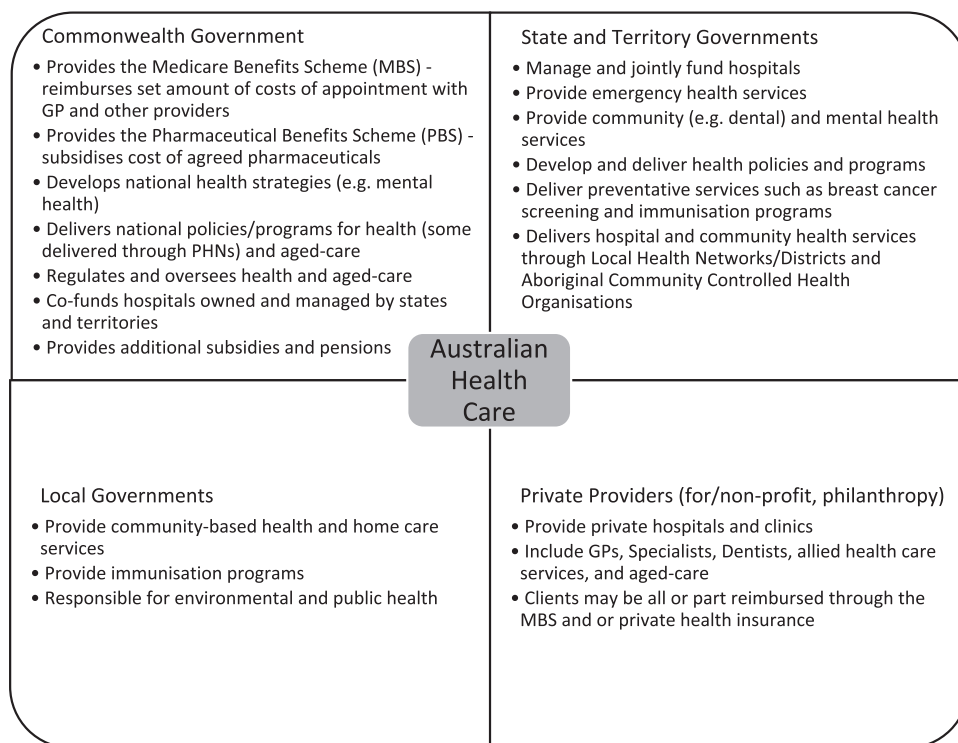 Commonwealth Government
• Provides the Medicare Benefits Scheme (MBS) -
reimburses set amount of costs of appointment with
GP and other providers
• Provides the Pharmaceutical Benefits Scheme (PBS) -
subsidises cost of agreed pharmaceuticals
• Develops national health strategies (e.g. mental
health)
• Delivers national policies/programs for health (some
delivered through PHNs) and aged-care
• Regulates and oversees health and aged-care
• Co-funds hospitals owned and managed by states
and territories
• Provides additional subsidies and pensions
State and Territory Governments
• Manage and jointly fund hospitals
• Provide emergency health services
• Provide community (e.g. dental) and mental health
services
• Develop and deliver health policies and programs
• Deliver preventative services such as breast cancer
screening and immunisation programs
• Delivers hospital and community health services
through Local Health Networks/Districts and
Aboriginal Community Controlled Health
Organisations
Australian
Health
Care
Local Governments
• Provide community-based health and home care
services
• Provide immunisation programs
• Responsible for environmental and public health
Private Providers (for/non-profit, philanthropy)
• Provide private hospitals and clinics
• Include GPs, Specialists, Dentists, allied health care
services, and aged-care
• Clients may be all or part reimbursed through the
MBS and or private health insurance